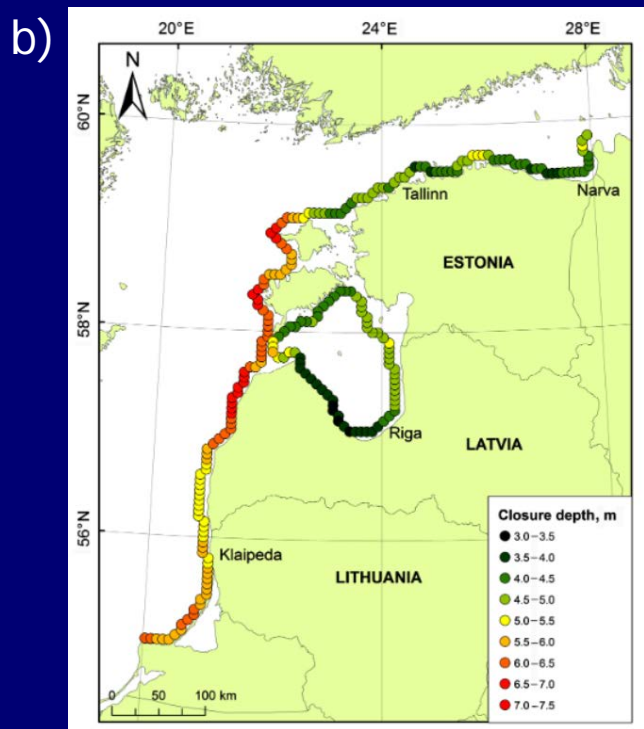 b)
20°E 24°E 28°E
N
60°N
Tallinn
Narva
ESTONIA
58°N
Riga
LATVIA
56°N
Klaipeda
LITHUANIA
Closure depth, m
3.0–3.5
3.5–4.0
4.0–4.5
4.5–5.0
5.0–5.5
5.5–6.0
6.0–6.5
6.5–7.0
7.0–7.5
0 50 100 km